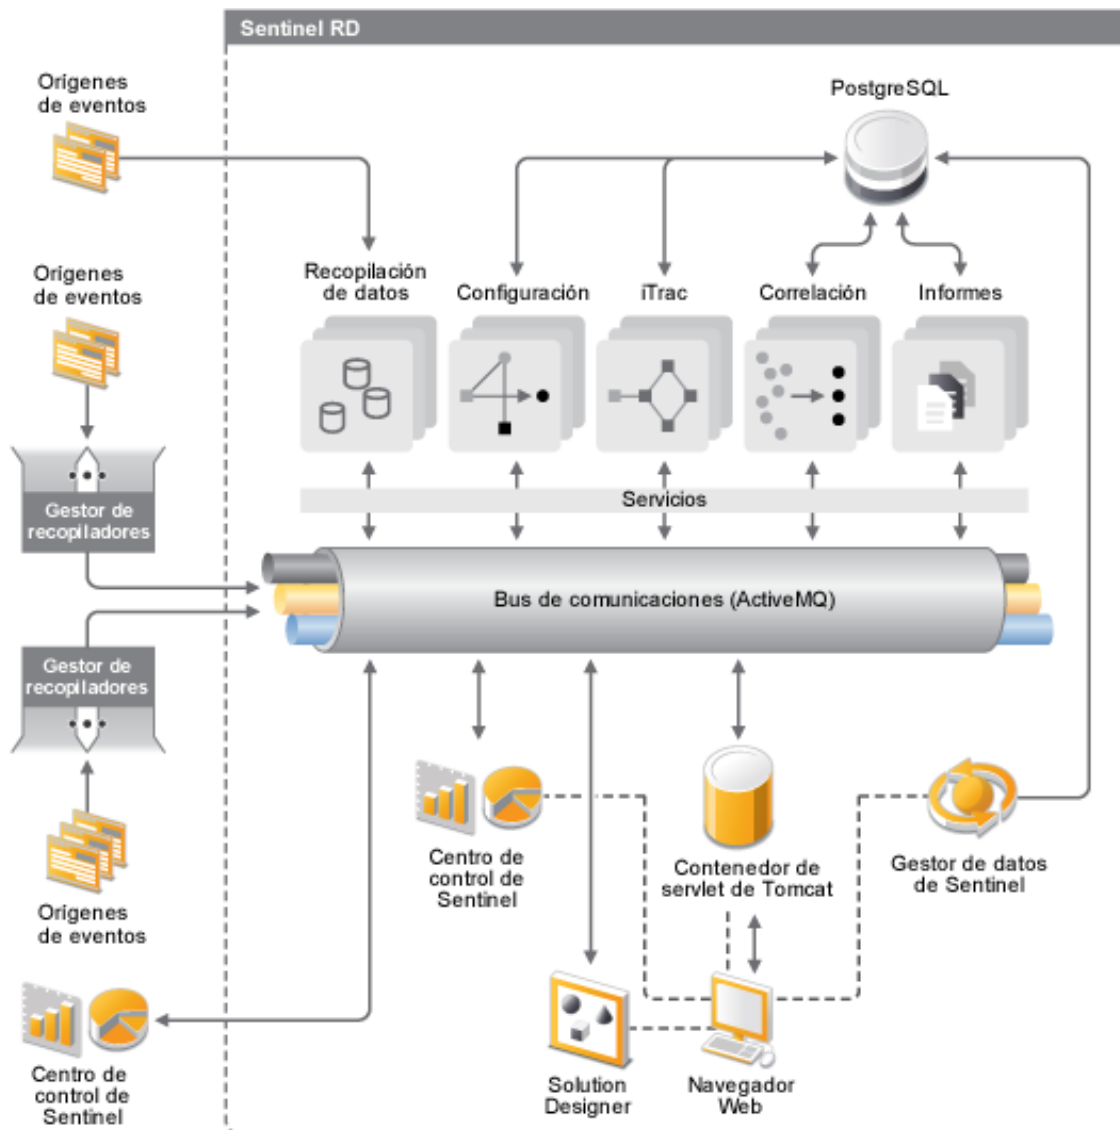 Sentinel RD
Orígenes
de eventos
PostgreSQL
Orígenes
de eventos
Recopilación
de datos
Configuración
iTrac
Correlación
Informes
Gestor de
recopiladores
Servicios
Bus de comunicaciones (ActiveMQ)
Gestor de
recopiladores
Orígenes
de eventos
Centro de
control de
Sentinel
Contenedor de
servlet de Tomcat
Gestor de datos
de Sentinel
Centro de
control de
Sentinel
Solution
Designer
Navegador
Web